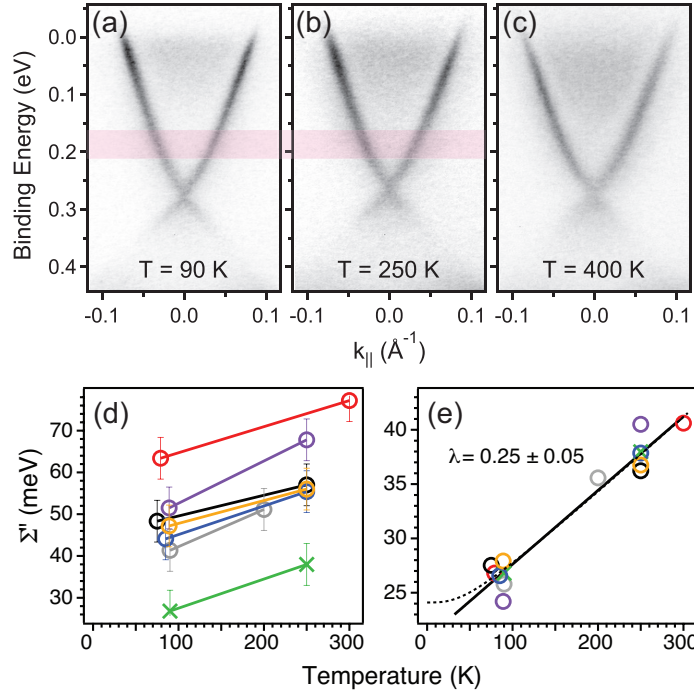 (a) (b) (c)
Binding Energy (eV)
0.0
0.1
0.2
0.3
0.4
T = 90 K T = 250 K T = 400 K
-0.1 0.0 0.1 -0.1 0.0 0.1 -0.1 0.0 0.1
k|| (Å-1)
(d) (e)
Σ" (meV)
70
60
50
40
30
40
35
30
25
λ= 0.25 ± 0.05
0 100 200 300 0 100 200 300
Temperature (K)